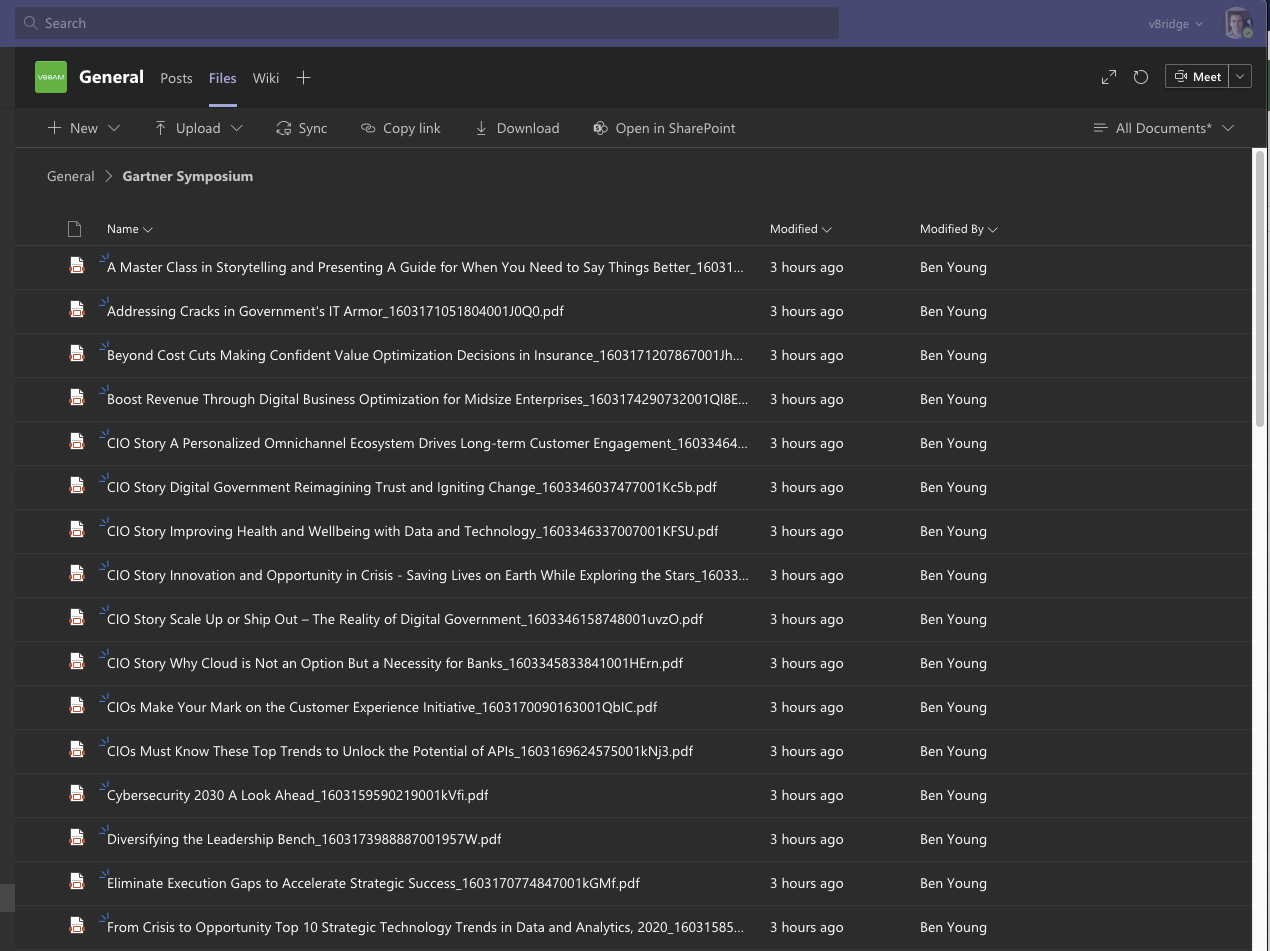 Search
vBridge
veeam
General Posts Files Wiki
Meet
New Upload Sync Copy link Download Open in SharePoint All Documents*
General > Gartner Symposium
Name Modified Modified By
A Master Class in Storytelling and Presenting A Guide for When You Need to Say Things Better_16031... 3 hours ago Ben Young
Addressing Cracks in Government's IT Armor_1603171051804001J0Q0.pdf 3 hours ago Ben Young
Beyond Cost Cuts Making Confident Value Optimization Decisions in Insurance_1603171207867001Jh... 3 hours ago Ben Young
Boost Revenue Through Digital Business Optimization for Midsize Enterprises_1603174290732001Ql8E... 3 hours ago Ben Young
CIO Story A Personalized Omnichannel Ecosystem Drives Long-term Customer Engagement_16033464... 3 hours ago Ben Young
CIO Story Digital Government Reimagining Trust and Igniting Change_1603346037477001Kc5b.pdf 3 hours ago Ben Young
CIO Story Improving Health and Wellbeing with Data and Technology_1603346337007001KFSU.pdf 3 hours ago Ben Young
CIO Story Innovation and Opportunity in Crisis - Saving Lives on Earth While Exploring the Stars_16033... 3 hours ago Ben Young
CIO Story Scale Up or Ship Out – The Reality of Digital Government_1603346158748001uvzO.pdf 3 hours ago Ben Young
CIO Story Why Cloud is Not an Option But a Necessity for Banks_1603345833841001HErn.pdf 3 hours ago Ben Young
CIOs Make Your Mark on the Customer Experience Initiative_1603170090163001QbIC.pdf 3 hours ago Ben Young
CIOs Must Know These Top Trends to Unlock the Potential of APIs_1603169624575001kNj3.pdf 3 hours ago Ben Young
Cybersecurity 2030 A Look Ahead_1603159590219001kVfi.pdf 3 hours ago Ben Young
Diversifying the Leadership Bench_1603173988887001957W.pdf 3 hours ago Ben Young
Eliminate Execution Gaps to Accelerate Strategic Success_1603170774847001kGMf.pdf 3 hours ago Ben Young
From Crisis to Opportunity Top 10 Strategic Technology Trends in Data and Analytics, 2020_16031585... 3 hours ago Ben Young